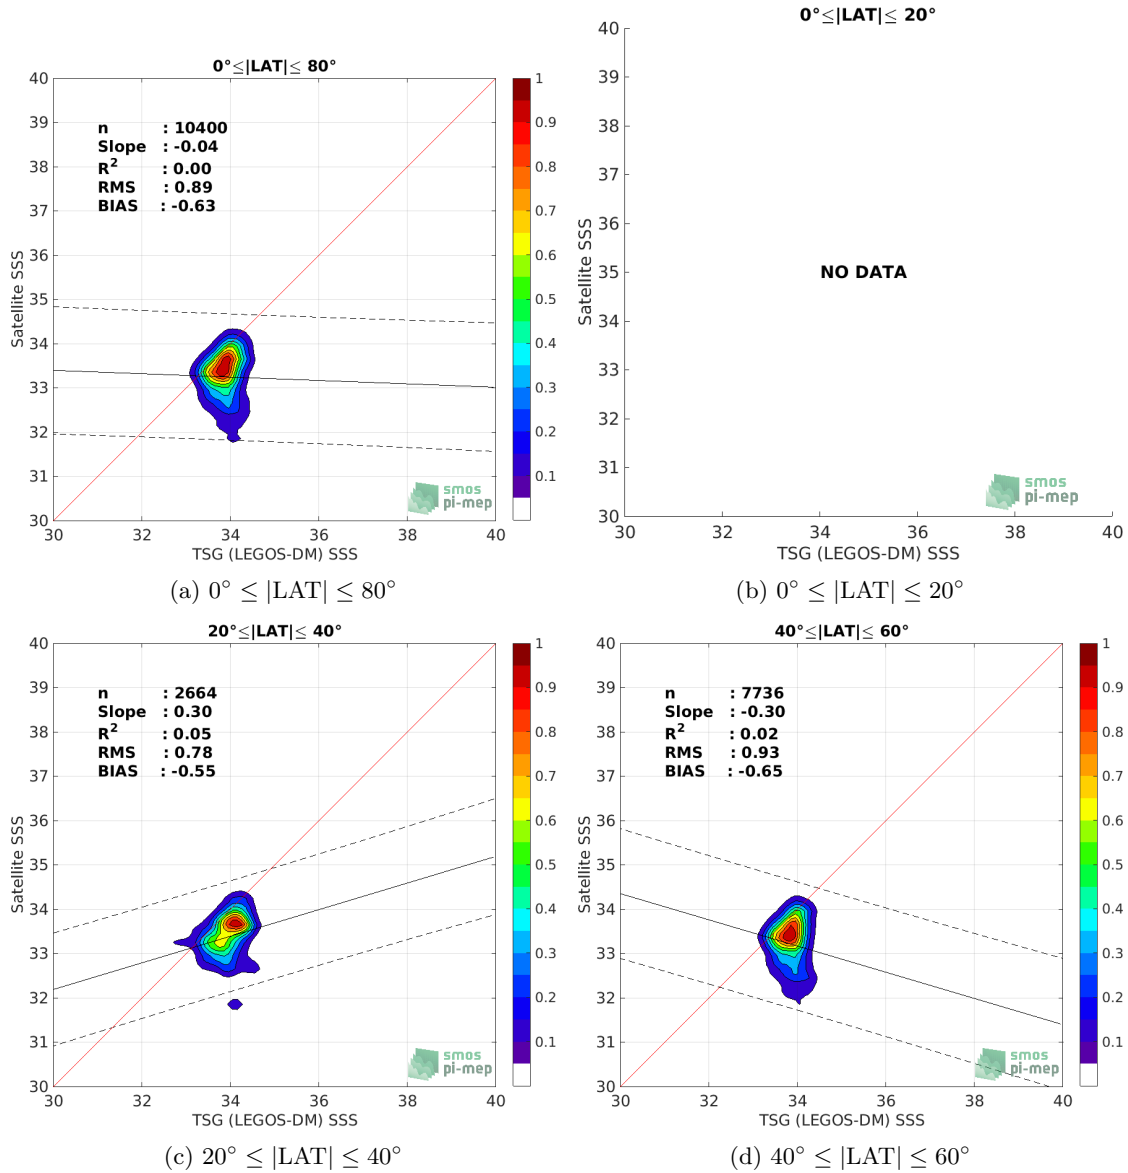 0°≤|LAT|≤ 80°
40
39
38
37
36
35
34
33
32
31
30
30
32
34
36
38
40
Satellite SSS
TSG (LEGOS-DM) SSS
n : 10400
Slope : -0.04
R² : 0.00
RMS : 0.89
BIAS : -0.63
1
0.9
0.8
0.7
0.6
0.5
0.4
0.3
0.2
0.1
smos
pi-mep
(a) 0° ≤ |LAT| ≤ 80°
0°≤|LAT|≤ 20°
40
39
38
37
36
35
34
33
32
31
30
30
32
34
36
38
40
Satellite SSS
TSG (LEGOS-DM) SSS
NO DATA
smos
pi-mep
(b) 0° ≤ |LAT| ≤ 20°
20°≤|LAT|≤ 40°
40
39
38
37
36
35
34
33
32
31
30
30
32
34
36
38
40
Satellite SSS
TSG (LEGOS-DM) SSS
n : 2664
Slope : 0.30
R² : 0.05
RMS : 0.78
BIAS : -0.55
1
0.9
0.8
0.7
0.6
0.5
0.4
0.3
0.2
0.1
smos
pi-mep
(c) 20° ≤ |LAT| ≤ 40°
40°≤|LAT|≤ 60°
40
39
38
37
36
35
34
33
32
31
30
30
32
34
36
38
40
Satellite SSS
TSG (LEGOS-DM) SSS
n : 7736
Slope : -0.30
R² : 0.02
RMS : 0.93
BIAS : -0.65
1
0.9
0.8
0.7
0.6
0.5
0.4
0.3
0.2
0.1
smos
pi-mep
(d) 40° ≤ |LAT| ≤ 60°